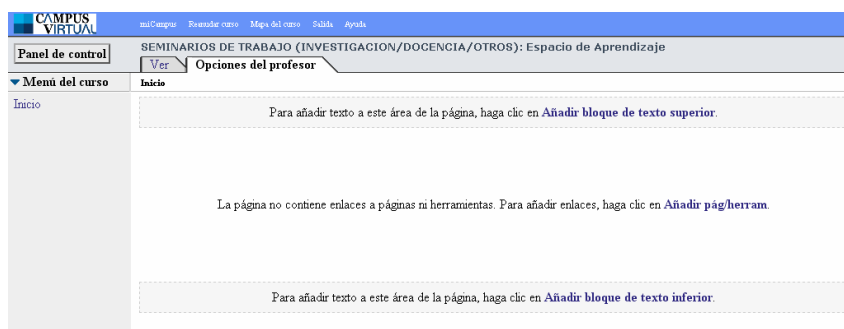 CAMPUS
VIRTUAL
miCampus Reanudar curso Mapa del curso Salida Ayuda
Panel de control
SEMINARIOS DE TRABAJO (INVESTIGACION/DOCENCIA/OTROS): Espacio de Aprendizaje
Ver Opciones del profesor
Menú del curso
Inicio
Inicio
Para añadir texto a este área de la página, haga clic en Añadir bloque de texto superior.
La página no contiene enlaces a páginas ni herramientas. Para añadir enlaces, haga clic en Añadir pág/herram.
Para añadir texto a este área de la página, haga clic en Añadir bloque de texto inferior.